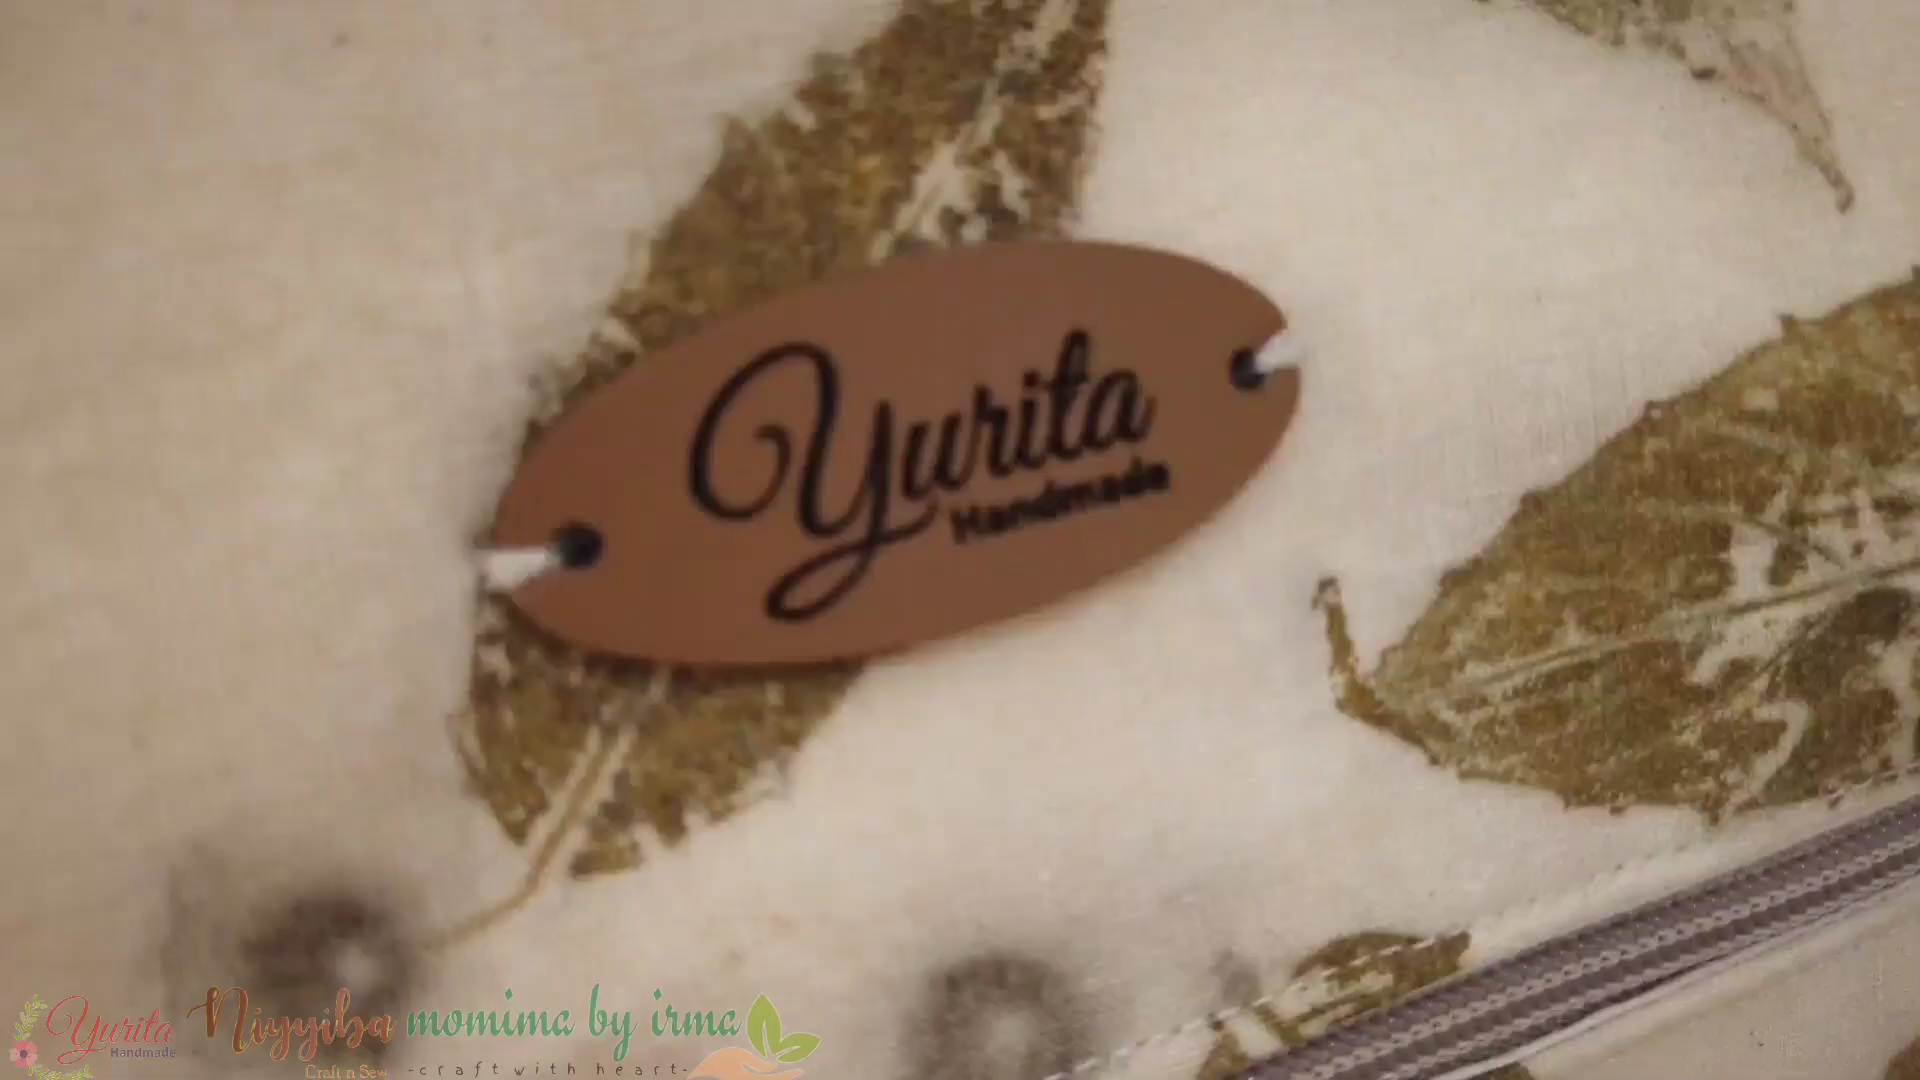 Yurita
Handmade
Yurita
Handmade
Niyyiba
Craft n Sew
momima by irma
-craft with heart-